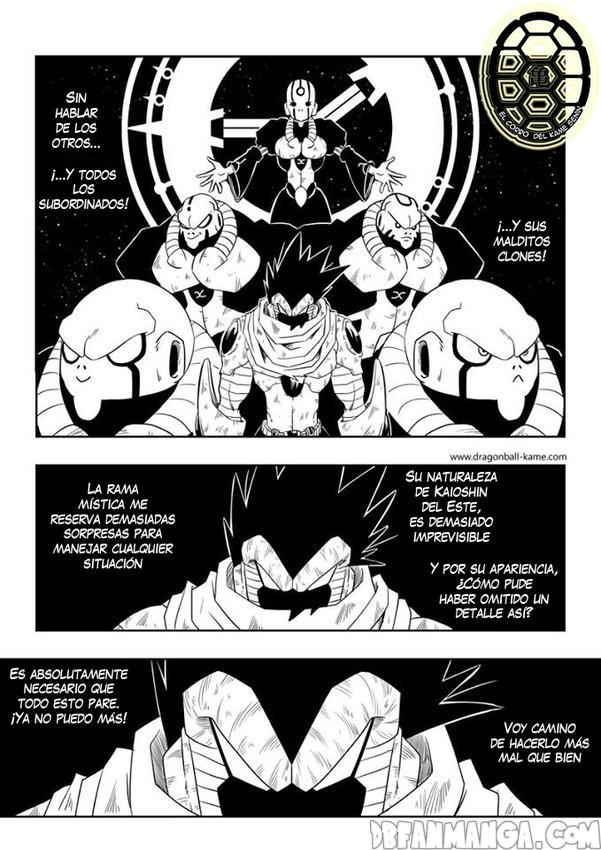 EL CORRO DEL KAME SENIN
SIN
HABLAR
DE LOS
OTROS...
¡...Y TODOS
LOS
SUBORDINADOS!
¡...Y SUS
MALDITOS
CLONES!
www.dragonball-kame.com
LA RAMA
MÍSTICA ME
RESERVA DEMASIADAS
SORPRESAS PARA
MANEJAR CUALQUIER
SITUACIÓN
SU NATURALEZA
DE KAIOSHIN
DEL ESTE,
ES DEMASIADO
IMPREVISIBLE
Y POR SU APARIENCIA,
¿CÓMO PUDE
HABER OMITIDO UN
DETALLE ASÍ?
ES ABSOLUTAMENTE
NECESARIO QUE
TODO ESTO PARE.
¡YA NO PUEDO MÁS!
VOY CAMINO
DE HACERLO MÁS
MAL QUE BIEN
DBFANMANGA.COM